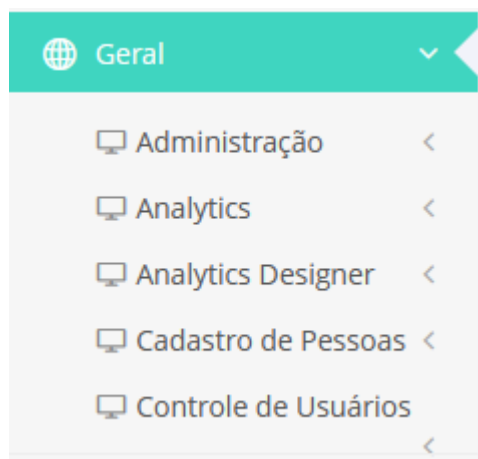 Geral
Administração
Analytics
Analytics Designer
Cadastro de Pessoas
Controle de Usuários